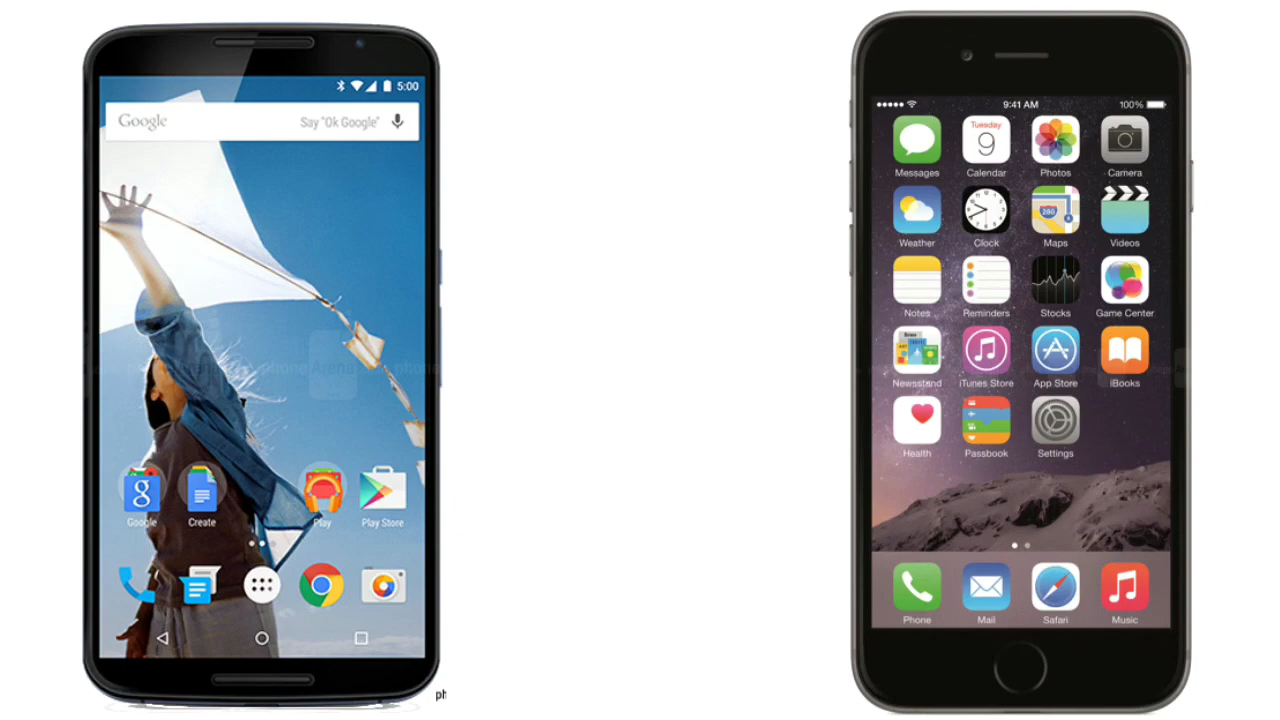 5:00
Google Say "Ok Google"
Google Create Play Play Store
ph
9:41 AM 100%
Tuesday
9
Messages Calendar Photos Camera
280
Weather Clock Maps Videos
Notes Reminders Stocks Game Center
Newsstand iTunes Store App Store iBooks
Health Passbook Settings
Phone Mail Safari Music